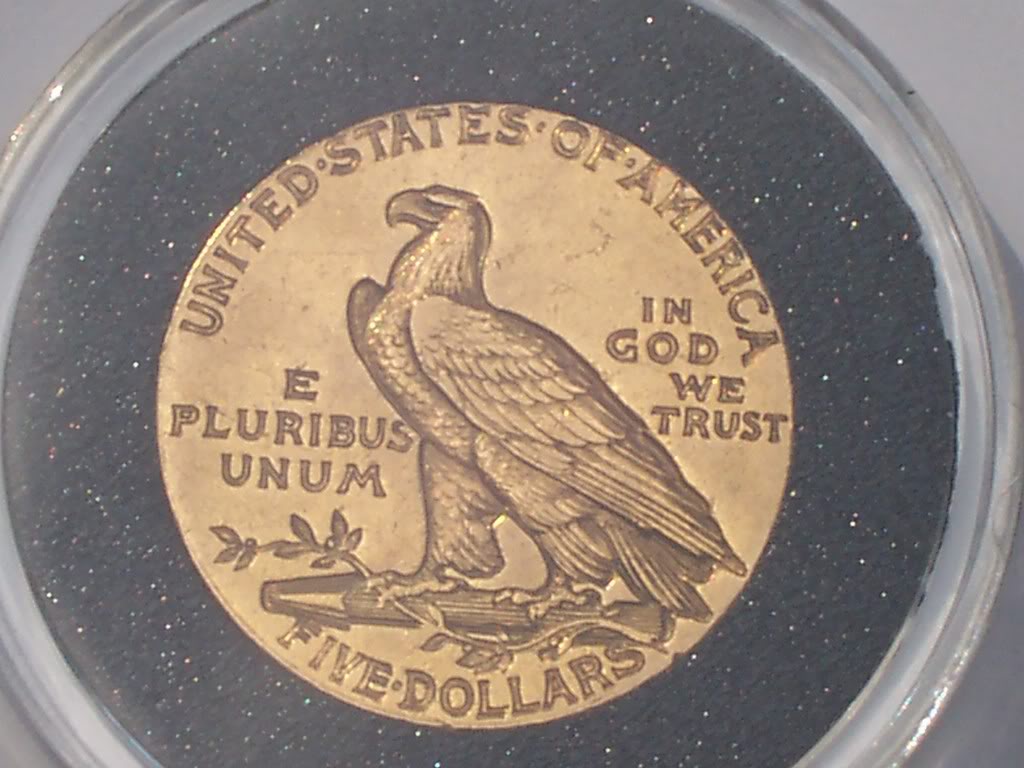 UNITED·STATES·OF·AMERICA
IN
GOD
WE
TRUST
E
PLURIBUS
UNUM
FIVE·DOLLARS